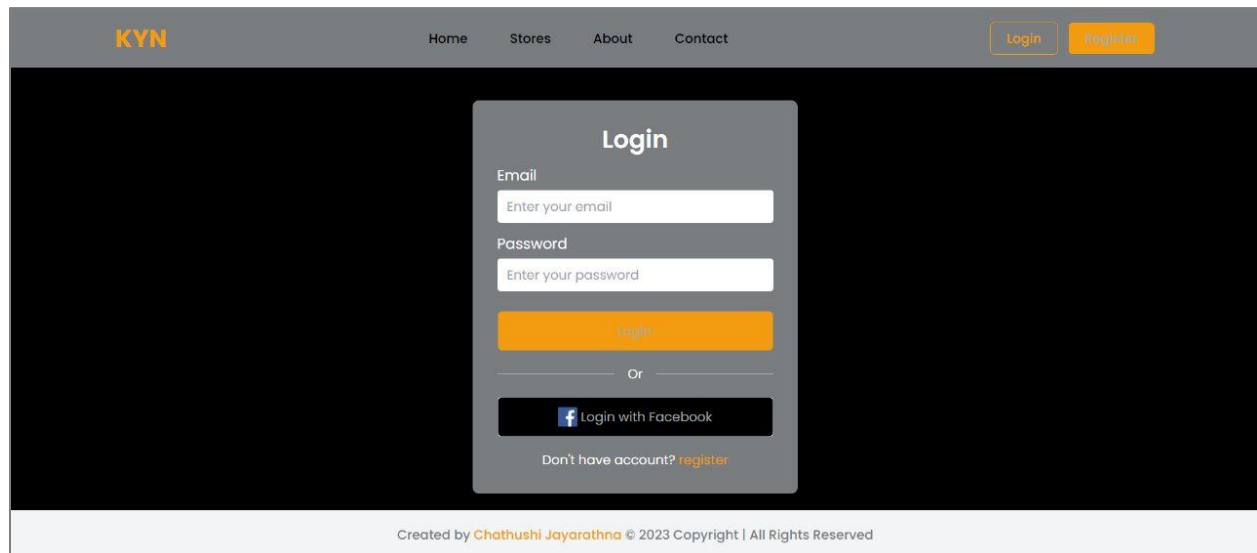 KYN Home Stores About Contact Login Register
Login
Email
Enter your email
Password
Enter your password
Login
Or
Login with Facebook
Don't have account? register
Created by Chathushi Jayarathna © 2023 Copyright | All Rights Reserved